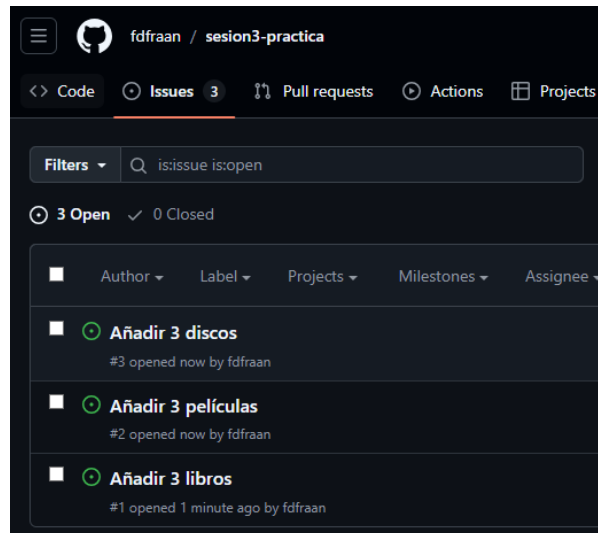 fdfraan / sesion3-practica
<> Code Issues 3 Pull requests Actions Projects
Filters is:issue is:open
3 Open 0 Closed
Author Label Projects Milestones Assignee
Añadir 3 discos
#3 opened now by fdfraan
Añadir 3 películas
#2 opened now by fdfraan
Añadir 3 libros
#1 opened 1 minute ago by fdfraan